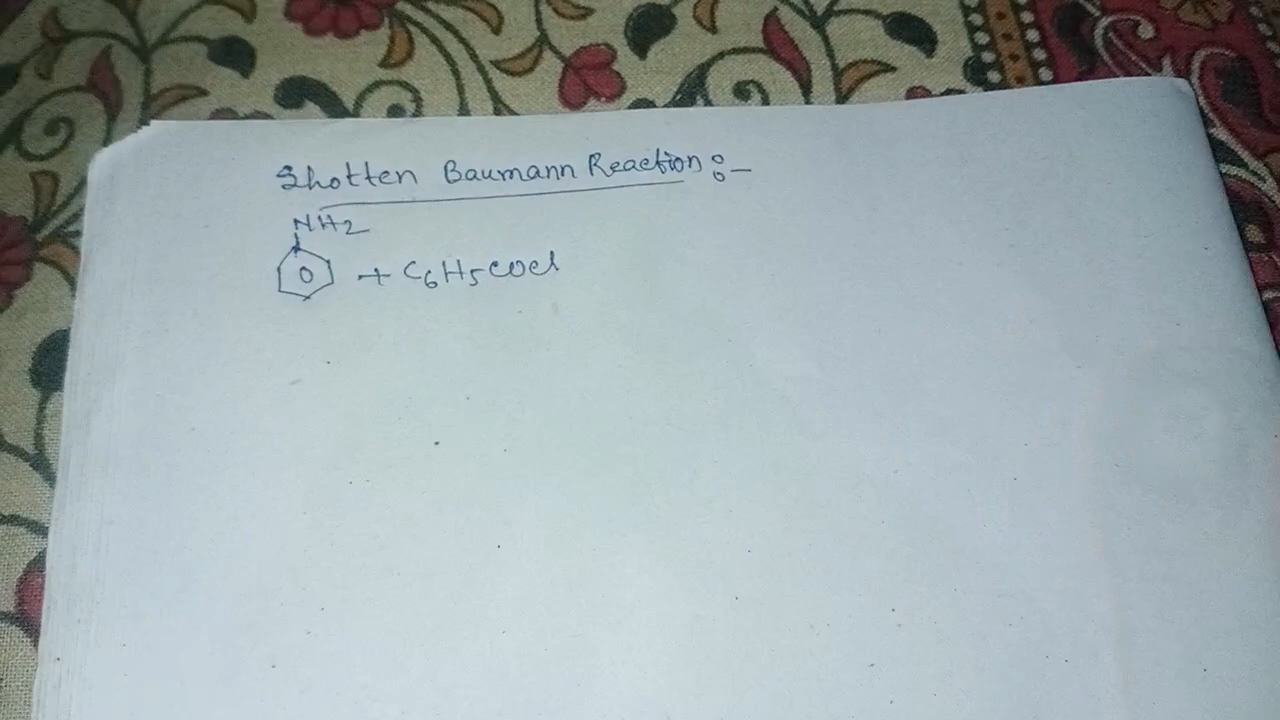 Shotten Baumann Reaction :-
NH2
+ C6H5COCl